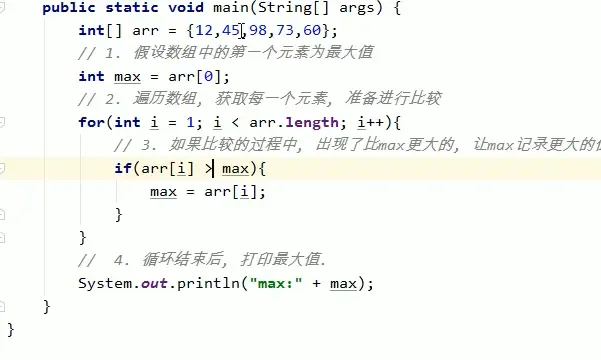 public static void main(String[] args) {
int[] arr = {12,45,98,73,60};
// 1. 假设数组中的第一个元素为最大值
int max = arr[0];
// 2. 遍历数组, 获取每一个元素, 准备进行比较
for(int i = 1; i < arr.length; i++){
// 3. 如果比较的过程中, 出现了比max更大的, 让max记录更大的
if(arr[i] > max){
max = arr[i];
}
}
// 4. 循环结束后, 打印最大值.
System.out.println("max:" + max);
}
}